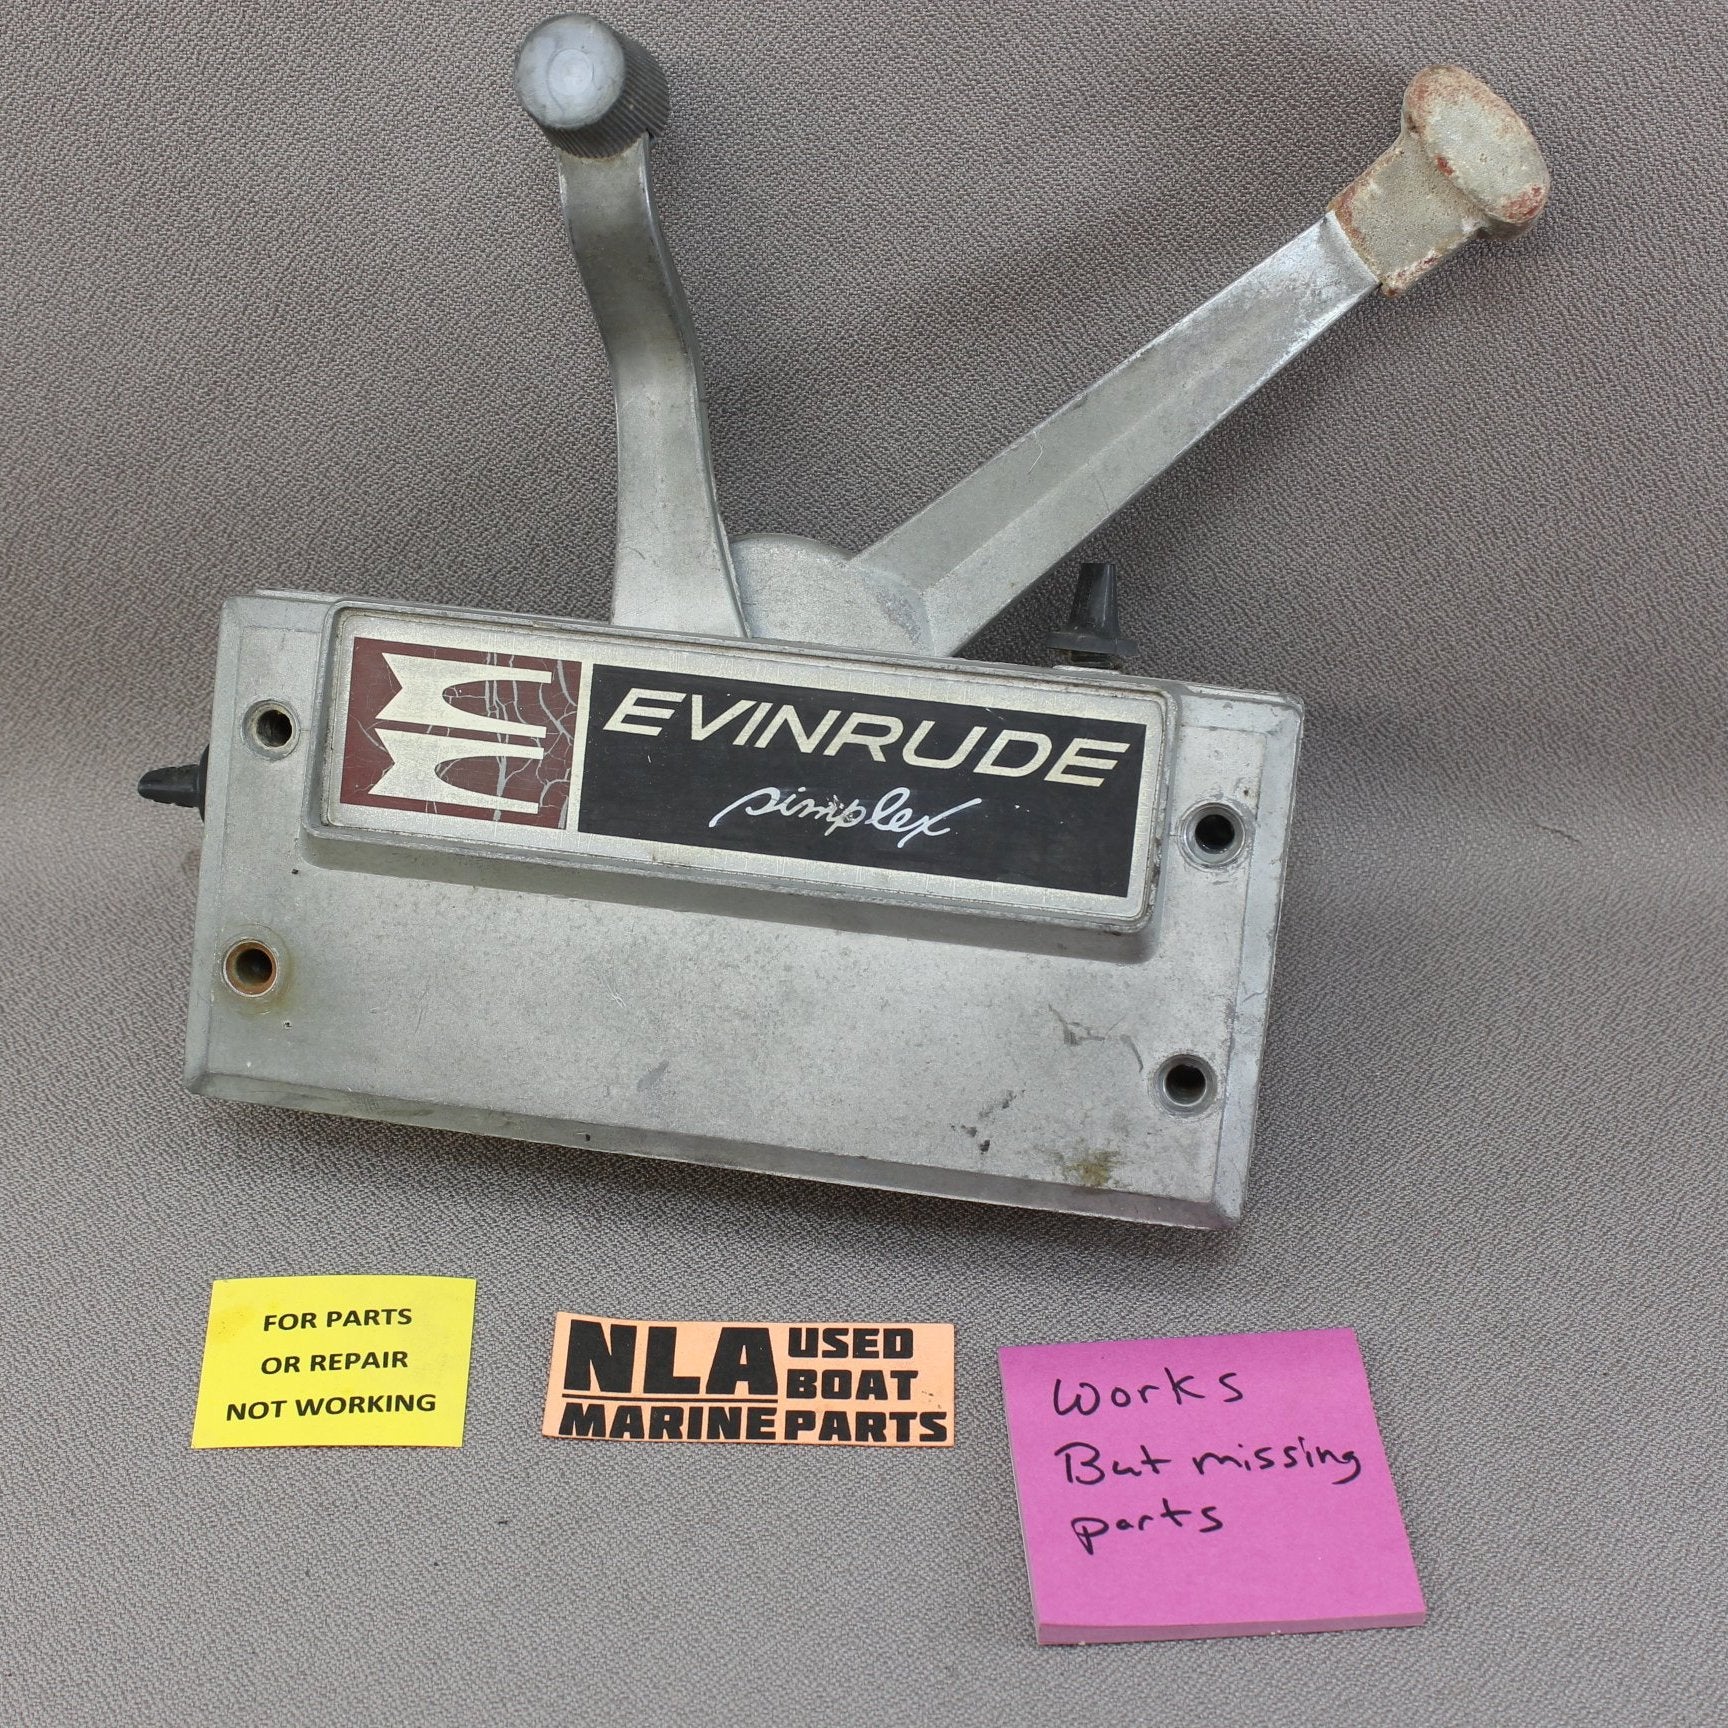 EVINRUDE
simplex
FOR PARTS
OR REPAIR
NOT WORKING
NLA USED
BOAT
MARINE PARTS
Works
But missing
parts